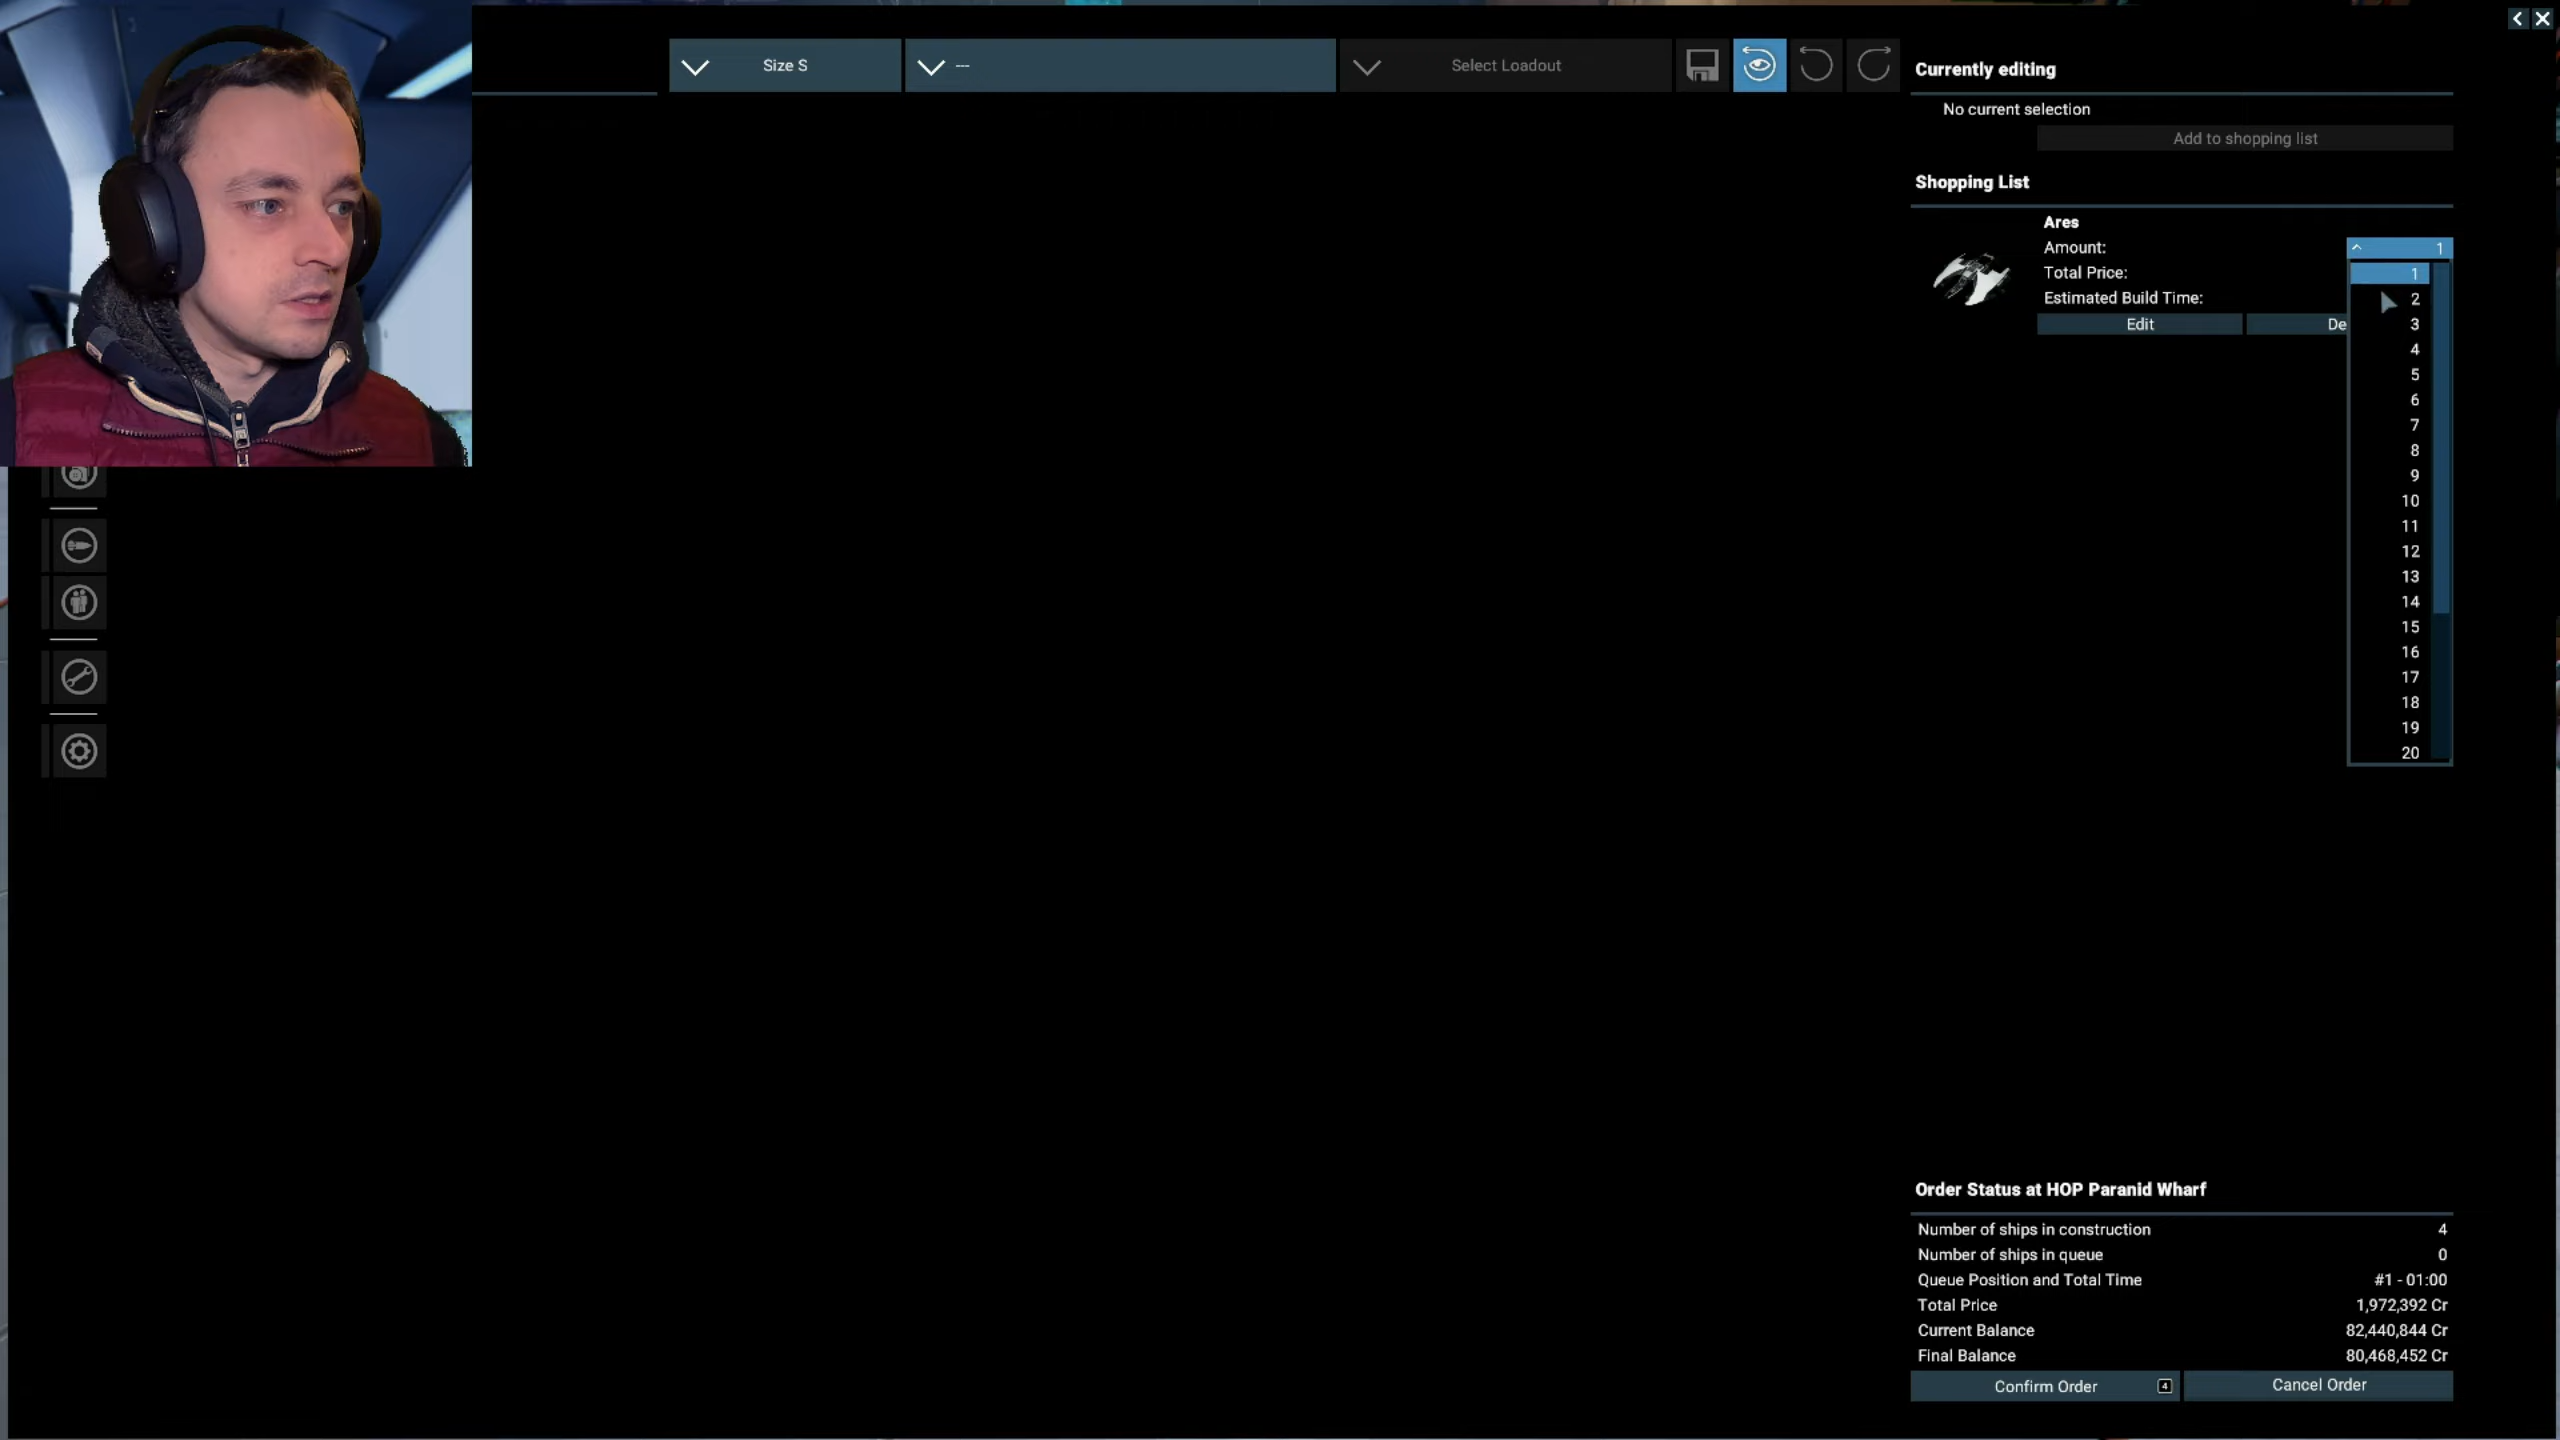 Size S
---
Select Loadout
Currently editing
No current selection
Add to shopping list
Shopping List
Ares
Amount:
1
Total Price:
1
Estimated Build Time:
2
Edit
De
3
4
5
6
7
8
9
10
11
12
13
14
15
16
17
18
19
20
Order Status at HOP Paranid Wharf
Number of ships in construction 4
Number of ships in queue 0
Queue Position and Total Time #1 - 01:00
Total Price 1,972,392 Cr
Current Balance 82,440,844 Cr
Final Balance 80,468,452 Cr
Confirm Order 4
Cancel Order